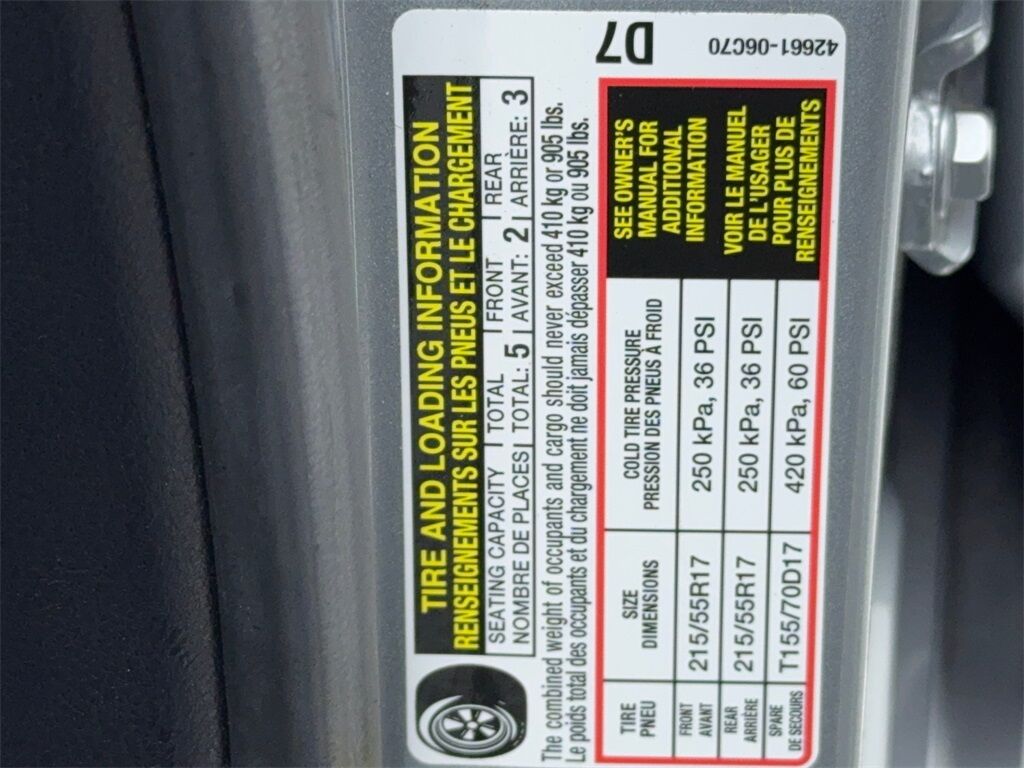 TIRE AND LOADING INFORMATION
RENSEIGNEMENTS SUR LES PNEUS ET LE CHARGEMENT
SEATING CAPACITY | TOTAL | FRONT | REAR
NOMBRE DE PLACES | TOTAL: 5 | AVANT: 2 | ARRIÈRE: 3
The combined weight of occupants and cargo should never exceed 410 kg or 905 lbs.
Le poids total des occupants et du chargement ne doit jamais dépasser 410 kg ou 905 lbs.
TIRE
PNEU
SIZE
DIMENSIONS
COLD TIRE PRESSURE
PRESSION DES PNEUS À FROID
FRONT
AVANT
215/55R17
250 kPa, 36 PSI
REAR
ARRIÈRE
215/55R17
250 kPa, 36 PSI
SPARE
DE SECOURS
T155/70D17
420 kPa, 60 PSI
SEE OWNER'S
MANUAL FOR
ADDITIONAL
INFORMATION
VOIR LE MANUEL
DE L'USAGER
POUR PLUS DE
RENSEIGNEMENTS
D7
42661-06C70